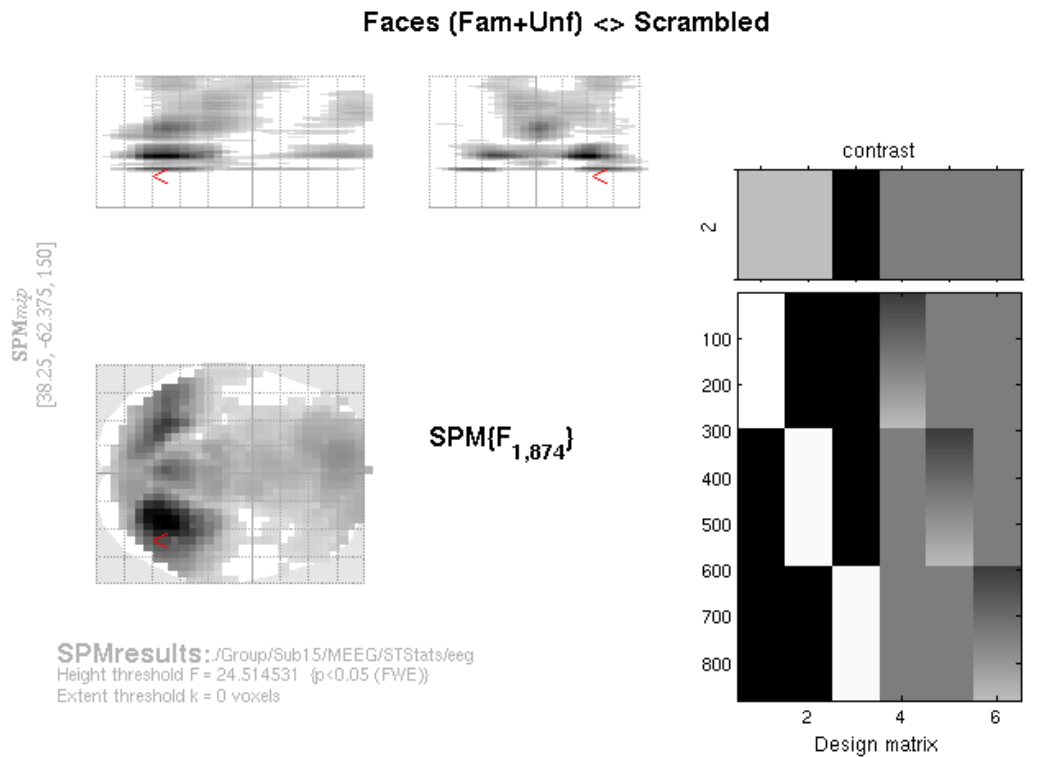 Faces (Fam+Unf) <> Scrambled
SPMmip
[38.25, -62.375, 150]
<
<
<
SPM{F1,874}
contrast
2
100
200
300
400
500
600
700
800
2 4 6
Design matrix
SPMresults: ./Group/Sub15/MEEG/STStats/eeg
Height threshold F = 24.514531 {p<0.05 (FWE)}
Extent threshold k = 0 voxels